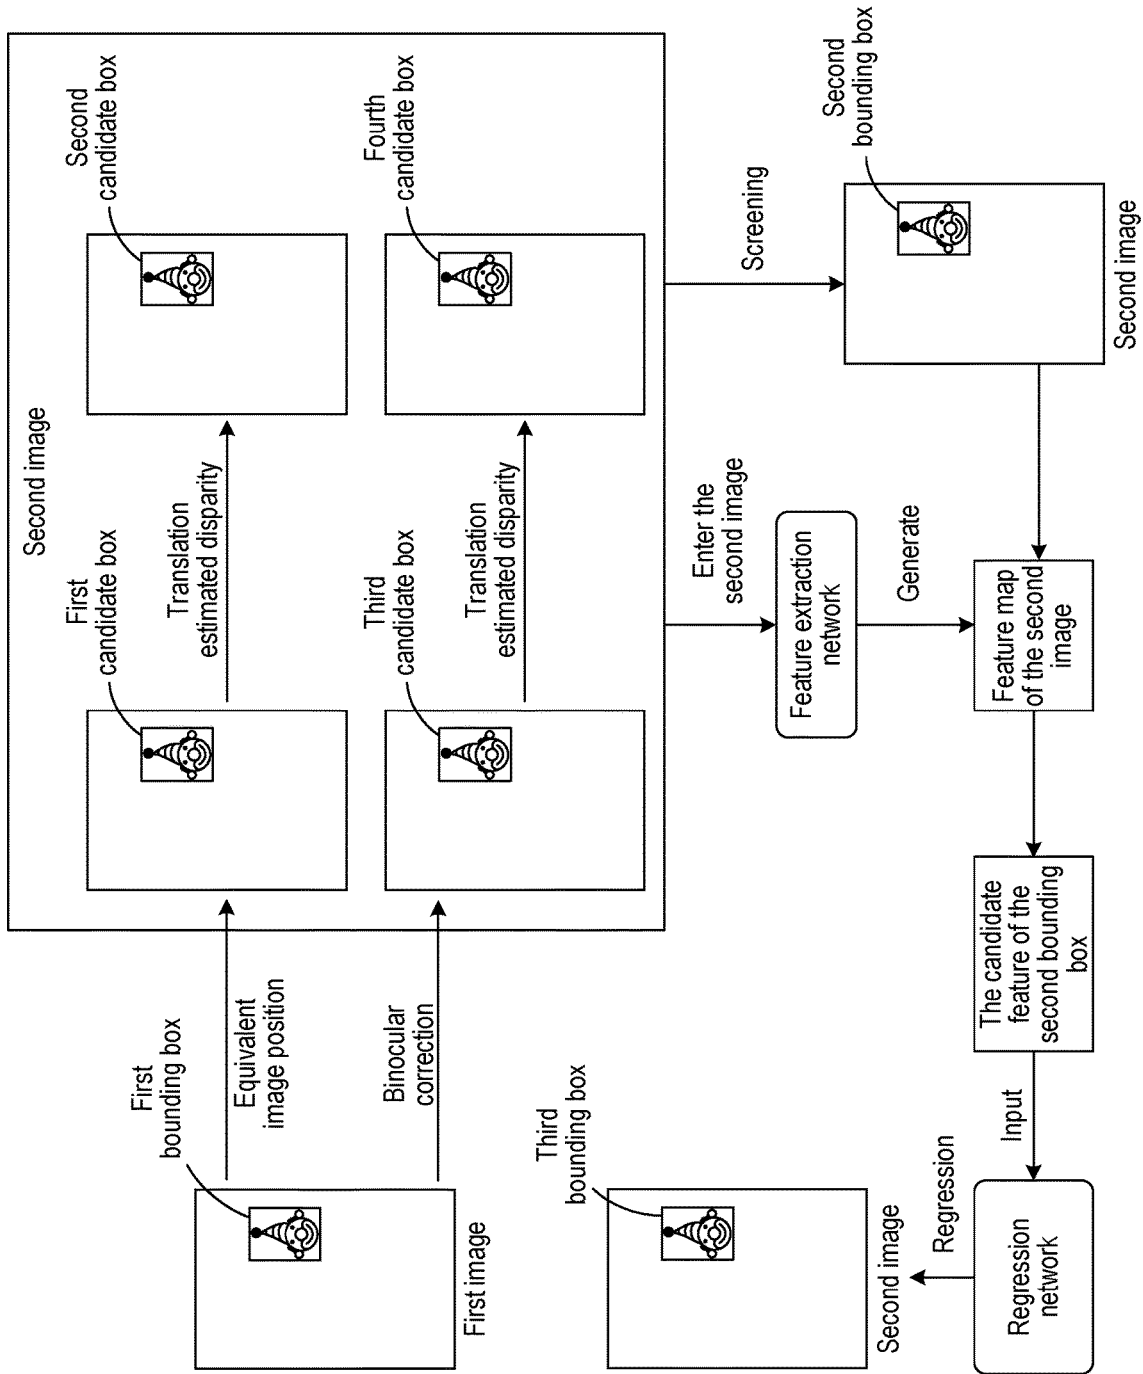 First
bounding box
First image
Equivalent
image position
Binocular
correction
Second image
First
candidate box
Translation
estimated disparity
Second
candidate box
Third
candidate box
Translation
estimated disparity
Fourth
candidate box
Enter the
second image
Screening
Feature extraction
network
Generate
Second
bounding box
Second image
Feature map
of the second
image
The candidate
feature of the
second bounding
box
Input
Regression
network
Regression
Third
bounding box
Second image